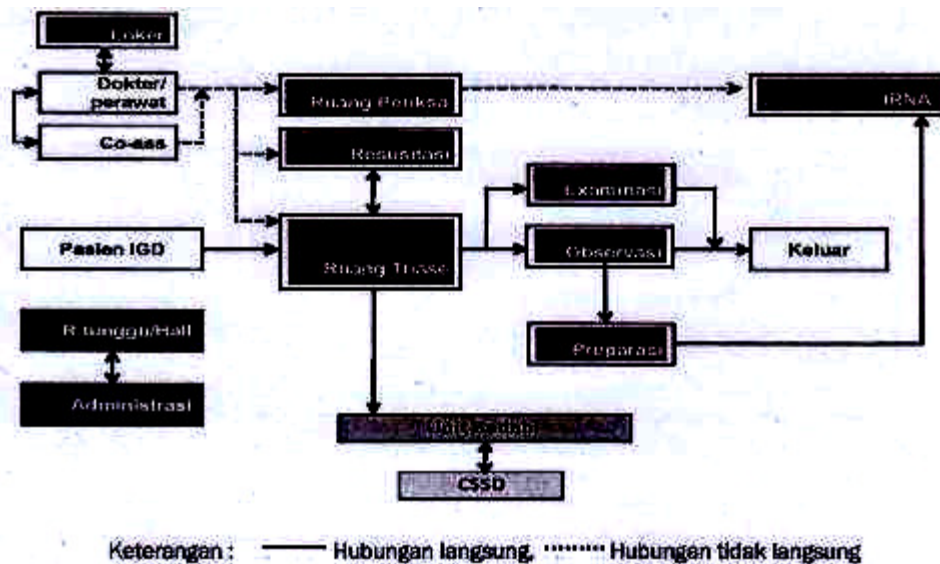 Loker
Dokter/
perawat
Co-ass
Ruang Periksa
IRNA
Resusitasi
Examinasi
Pasien IGD
Ruang Triase
Observasi
Keluar
R tunggu/Hall
Preparasi
Administrasi
CSSD
Keterangan : Hubungan langsung, Hubungan tidak langsung